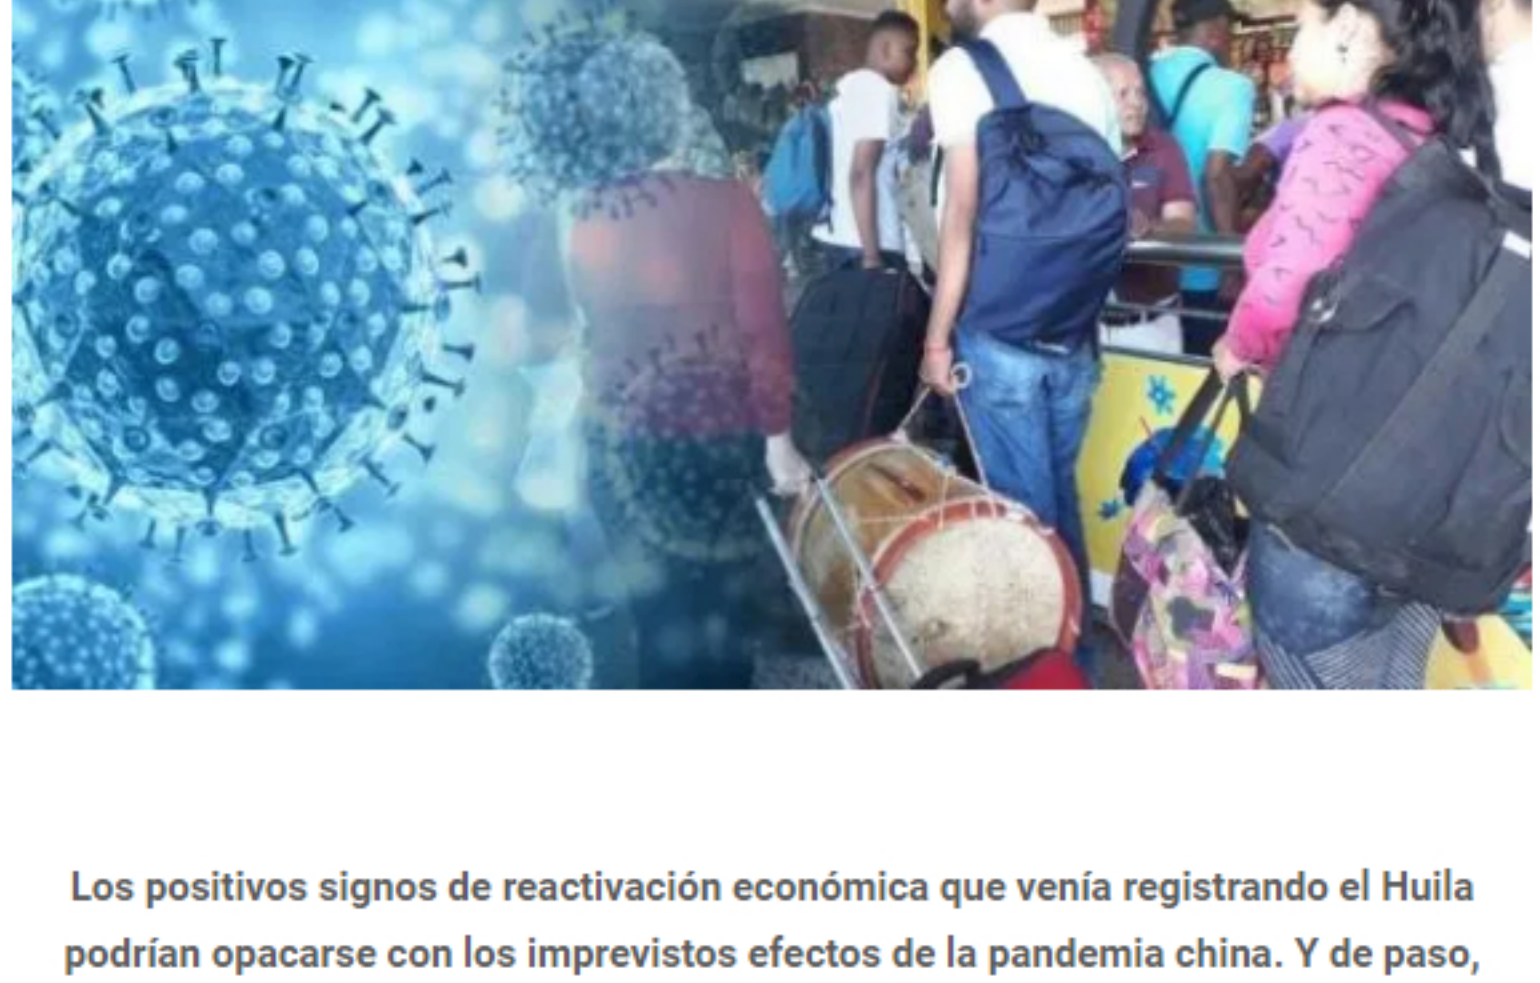 Los positivos signos de reactivación económica que venía registrando el Huila
podrían opacarse con los imprevistos efectos de la pandemia china. Y de paso,